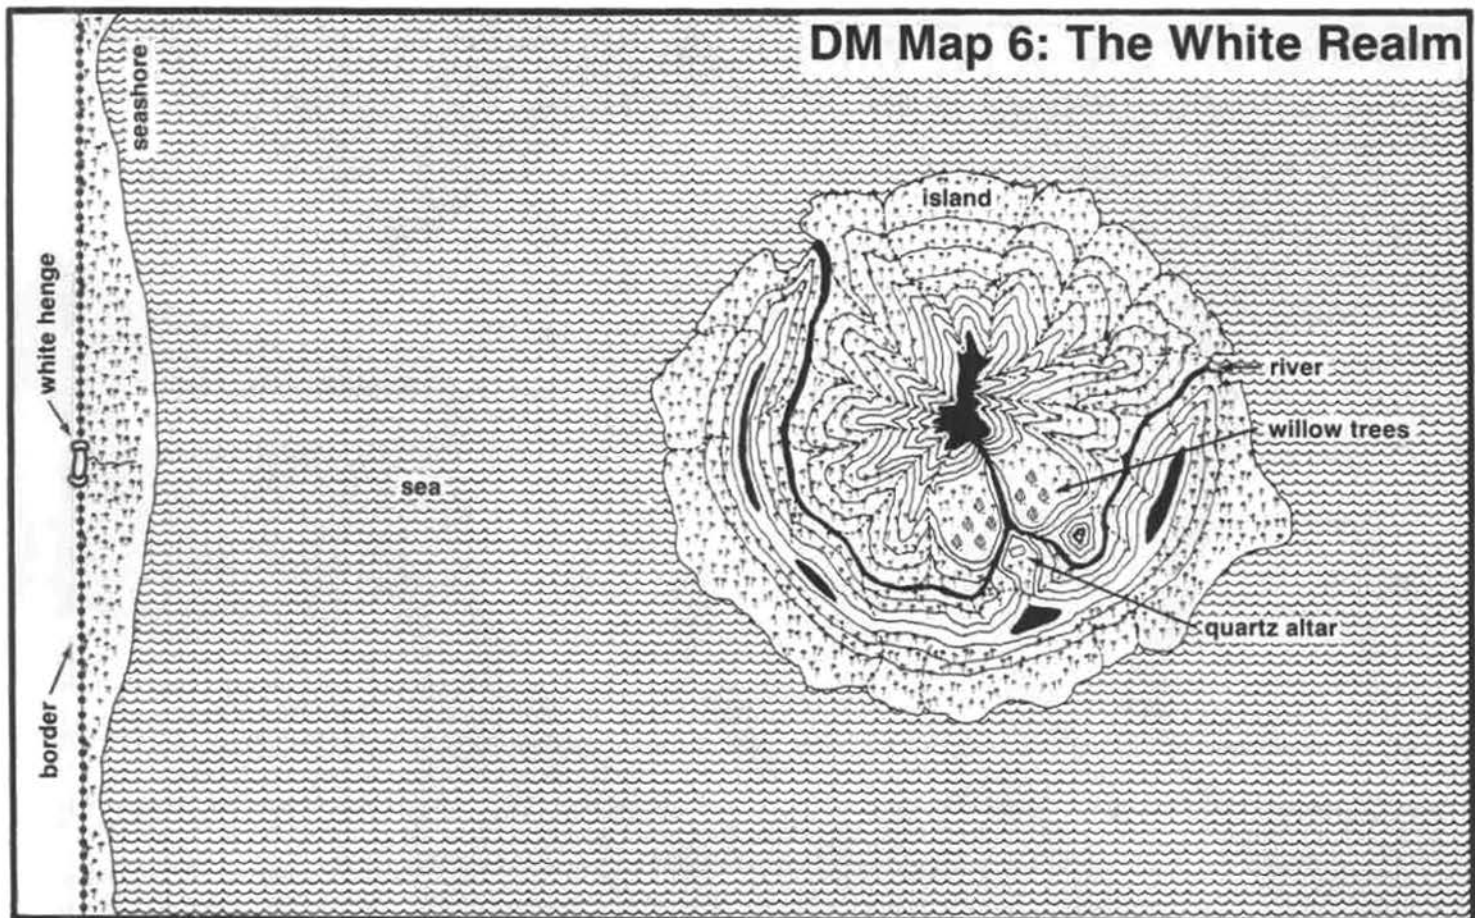 DM Map 6: The White Realm
seashore
island
white henge
river
willow trees
sea
quartz altar
border